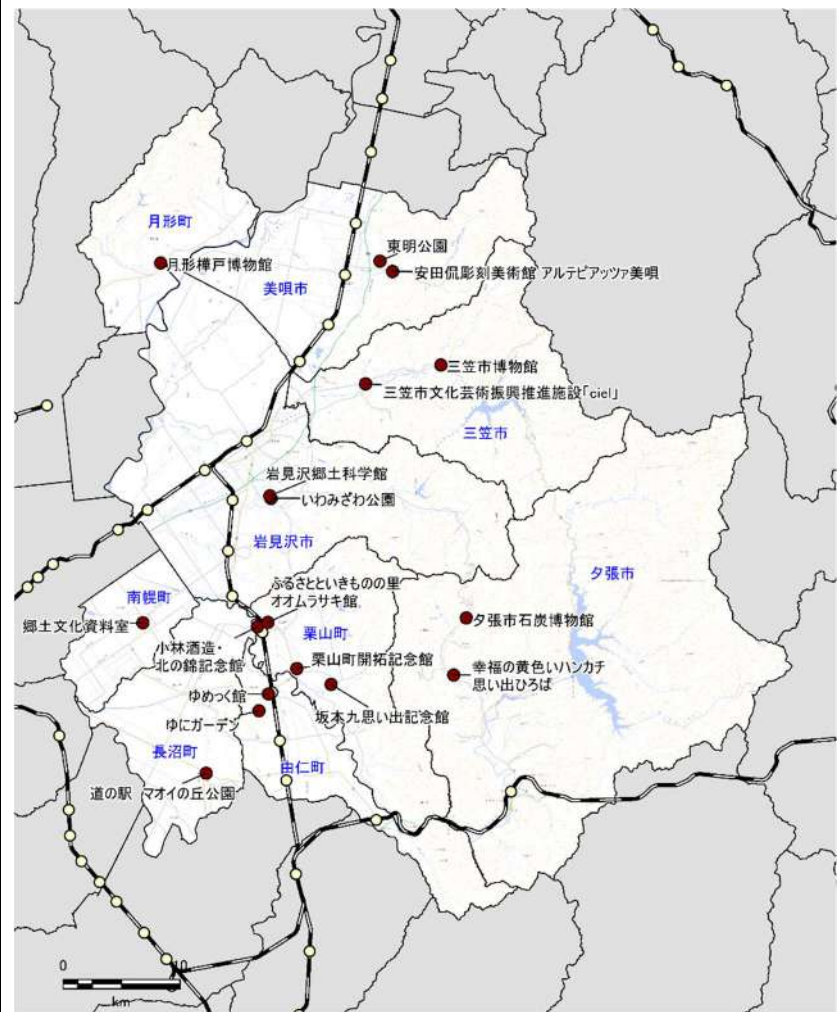 月形町
月形樺戸博物館
美唄市
東明公園
安田侃彫刻美術館 アルテピアッツァ美唄
三笠市博物館
三笠市文化芸術振興推進施設「ciel」
三笠市
岩見沢郷土科学館
いわみざわ公園
岩見沢市
夕張市
南幌町
郷土文化資料室
ふるさといきものの里
オオムラサキ館
栗山町
小林酒造・
北の錦記念館
栗山町開拓記念館
夕張市石炭博物館
幸福の黄色いハンカチ
思い出ひろば
坂本九思い出記念館
ゆめっく館
ゆにガーデン
長沼町
由仁町
道の駅 マオイの丘公園
0 10
km